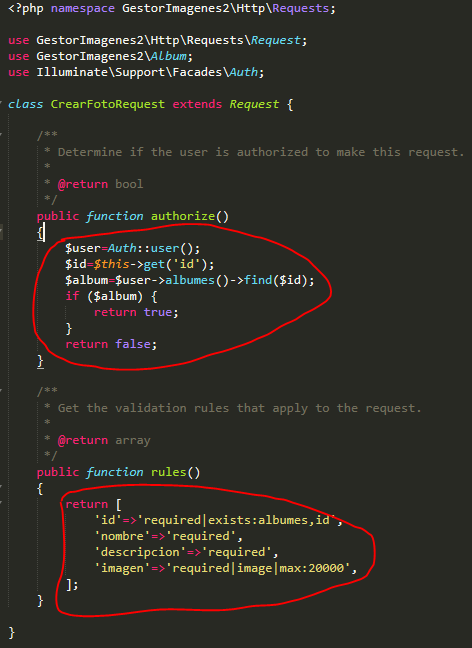 <?php namespace GestorImagenes2\Http\Requests;
use GestorImagenes2\Http\Requests\Request;
use GestorImagenes2\Album;
use Illuminate\Support\Facades\Auth;
class CrearFotoRequest extends Request {
/**
* Determine if the user is authorized to make this request.
*
* @return bool
*/
public function authorize()
{
$user=Auth::user();
$id=$this->get('id');
$album=$user->albumes()->find($id);
if ($album) {
return true;
}
return false;
}
/**
* Get the validation rules that apply to the request.
*
* @return array
*/
public function rules()
{
return [
'id'=>'required|exists:albumes,id',
'nombre'=>'required',
'descripcion'=>'required',
'imagen'=>'required|image|max:20000',
];
}
}